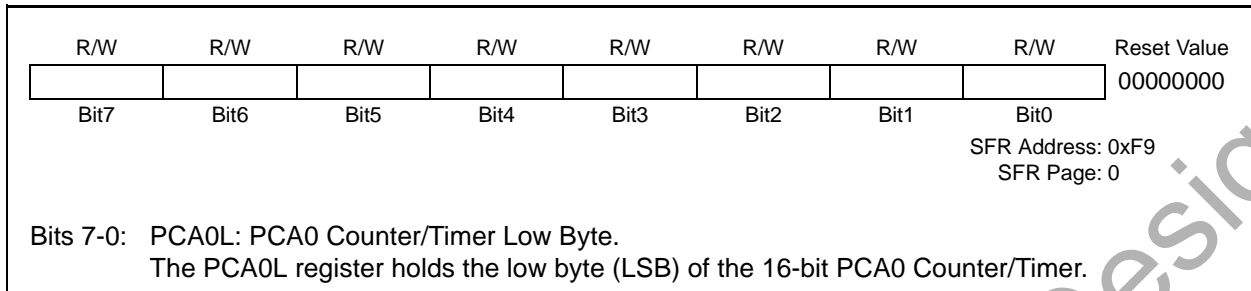 R/W R/W R/W R/W R/W R/W R/W R/W Reset Value
00000000
Bit7 Bit6 Bit5 Bit4 Bit3 Bit2 Bit1 Bit0
SFR Address: 0xF9
SFR Page: 0
Bits 7-0: PCA0L: PCA0 Counter/Timer Low Byte.
The PCA0L register holds the low byte (LSB) of the 16-bit PCA0 Counter/Timer.